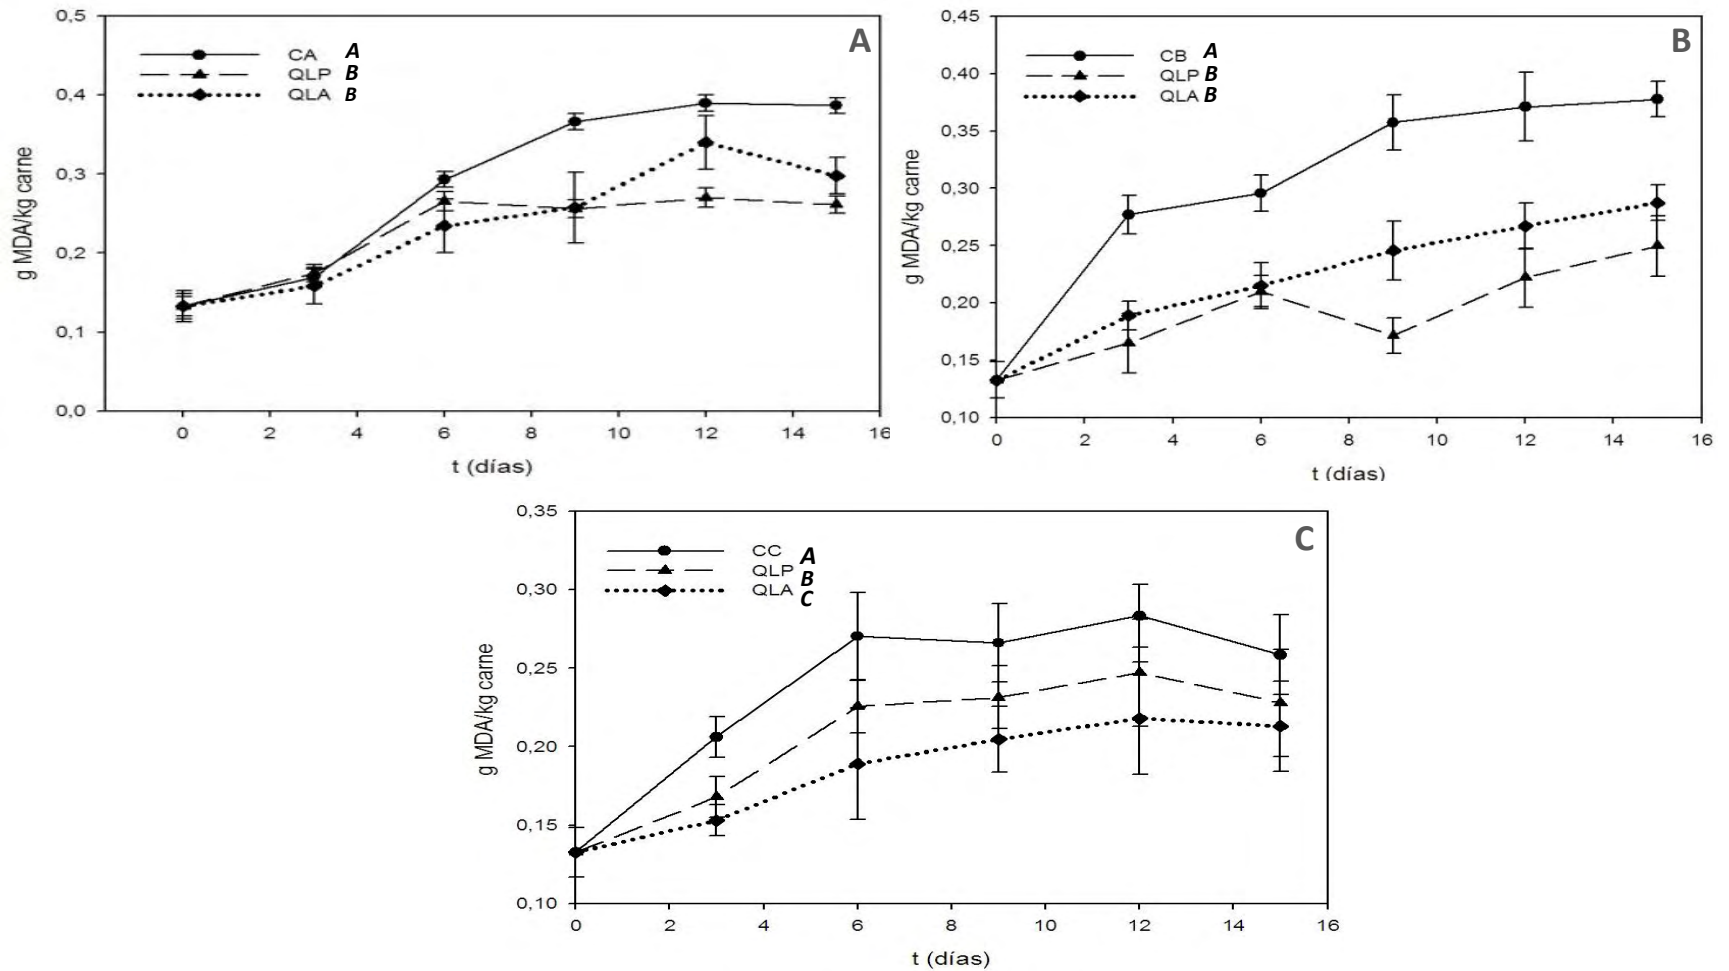 A
0,5
0,4
0,3
0,2
0,1
0,0
g MDA/kg carne
CA A
QLP B
QLA B
0 2 4 6 8 10 12 14 16
t (días)
B
0,45
0,40
0,35
0,30
0,25
0,20
0,15
0,10
g MDA/kg carne
CB A
QLP B
QLA B
0 2 4 6 8 10 12 14 16
t (días)
C
0,35
0,30
0,25
0,20
0,15
0,10
g MDA/kg carne
CC A
QLP B
QLA C
0 2 4 6 8 10 12 14 16
t (días)